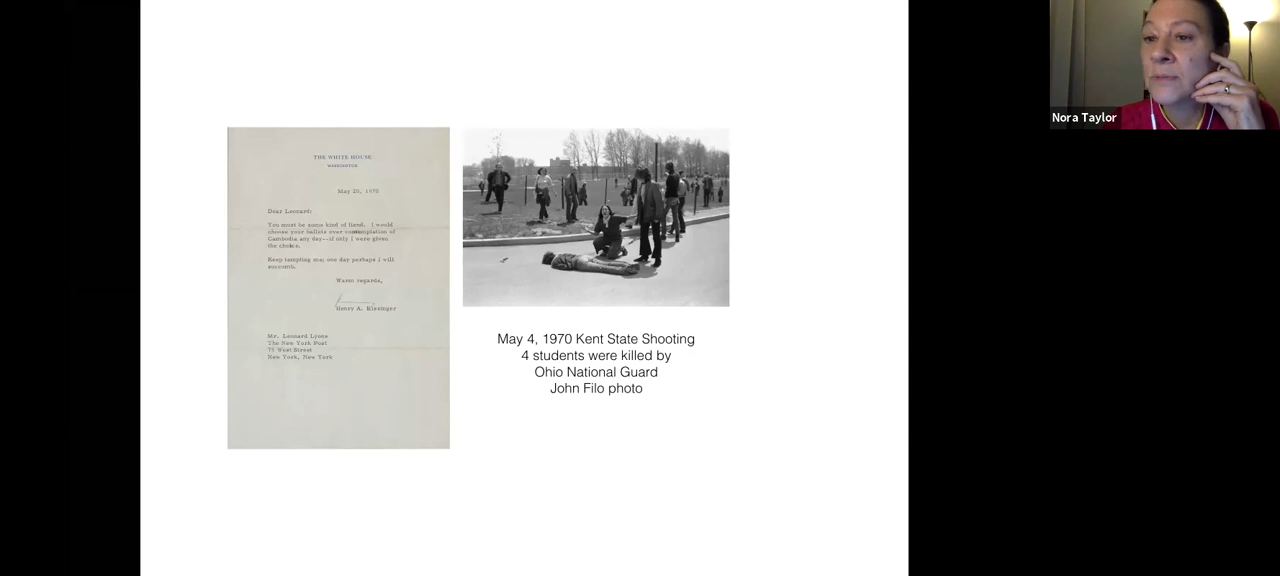 THE WHITE HOUSE
WASHINGTON
May 20, 1970
Dear Leonard:
You must be some kind of fiend. I would
choose your ballets over contemplation of
Cambodia any day--if only I were given
the choice.
Keep tempting me; one day perhaps I will
succumb.
Warm regards,
Henry A. Kissinger
Mr. Leonard Lyons
The New York Post
75 West Street
New York, New York
May 4, 1970 Kent State Shooting
4 students were killed by
Ohio National Guard
John Filo photo
Nora Taylor